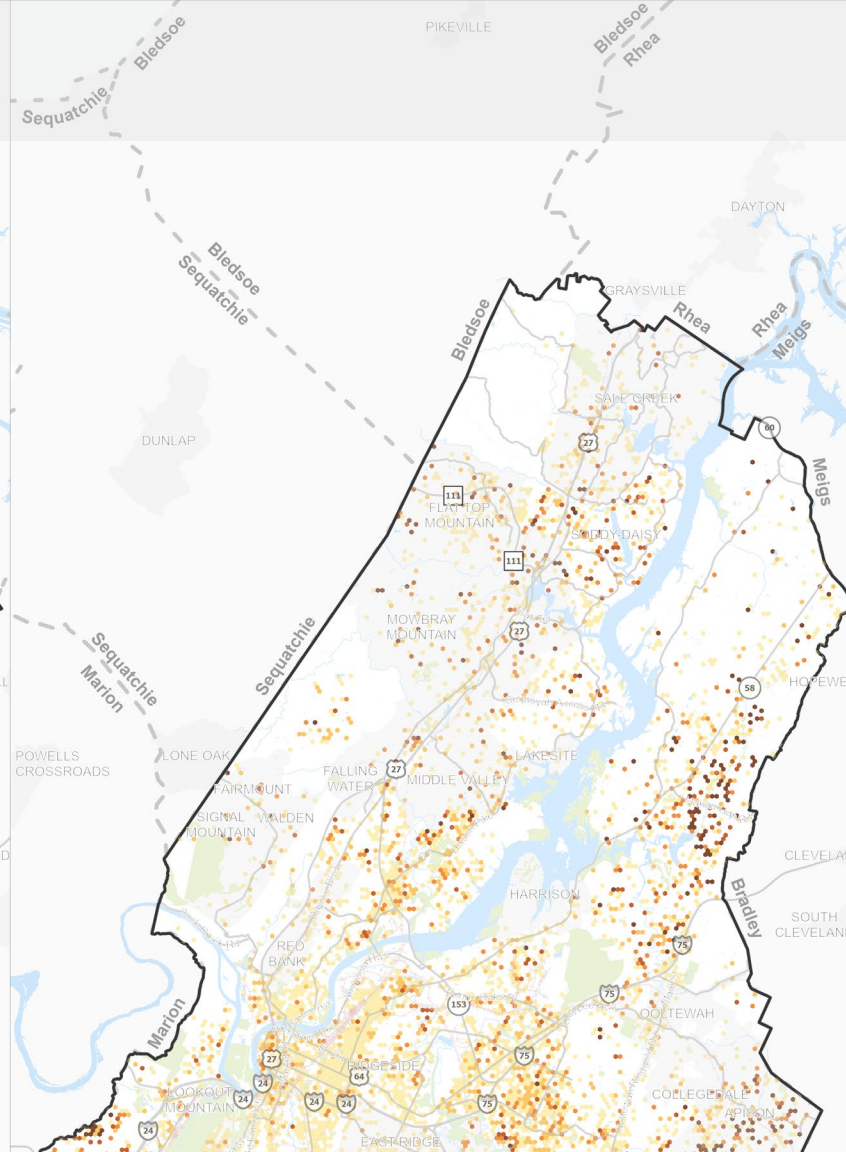 PIKEVILLE
Bledsoe
Bledsoe
Rhea
Sequatchie
DAYTON
Bledsoe
Sequatchie
GRAYSVILLE
Rhea
Rhea
Meigs
Bledsoe
SALE CREEK
60
27
DUNLAP
Meigs
111
FLAT TOP
MOUNTAIN
SODDY-DAISY
111
MOWBRAY
MOUNTAIN
27
Sequatchie
Sequatchie
Marion
58
HOPEWE
POWELLS
CROSSROADS
LONE OAK
LAKESITE
FALLING
WATER
27
MIDDLE VALLEY
FAIRMOUNT
SIGNAL
MOUNTAIN
WALDEN
CLEVELA
HARRISON
Bradley
SOUTH
CLEVELAN
RED
BANK
75
75
153
OOLTEWAH
Marion
27
75
RIDGESIDE
64
24
LOOKOUT
MOUNTAIN
24
24
24
75
COLLEGEDALE
APISON
24
EAST RIDGE